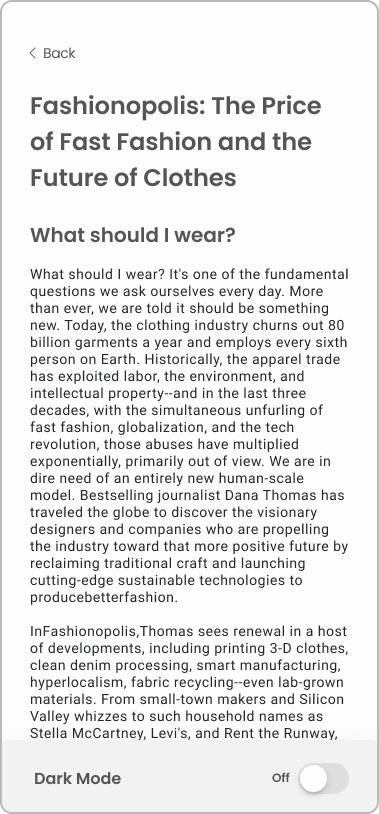 Back
Fashionopolis: The Price
of Fast Fashion and the
Future of Clothes
What should I wear?
What should I wear? It's one of the fundamental
questions we ask ourselves every day. More
than ever, we are told it should be something
new. Today, the clothing industry churns out 80
billion garments a year and employs every sixth
person on Earth. Historically, the apparel trade
has exploited labor, the environment, and
intellectual property--and in the last three
decades, with the simultaneous unfurling of
fast fashion, globalization, and the tech
revolution, those abuses have multiplied
exponentially, primarily out of view. We are in
dire need of an entirely new human-scale
model. Bestselling journalist Dana Thomas has
traveled the globe to discover the visionary
designers and companies who are propelling
the industry toward that more positive future by
reclaiming traditional craft and launching
cutting-edge sustainable technologies to
producebetterfashion.
InFashionopolis,Thomas sees renewal in a host
of developments, including printing 3-D clothes,
clean denim processing, smart manufacturing,
hyperlocalism, fabric recycling--even lab-grown
materials. From small-town makers and Silicon
Valley whizzes to such household names as
Stella McCartney, Levi's, and Rent the Runway,
Dark Mode Off